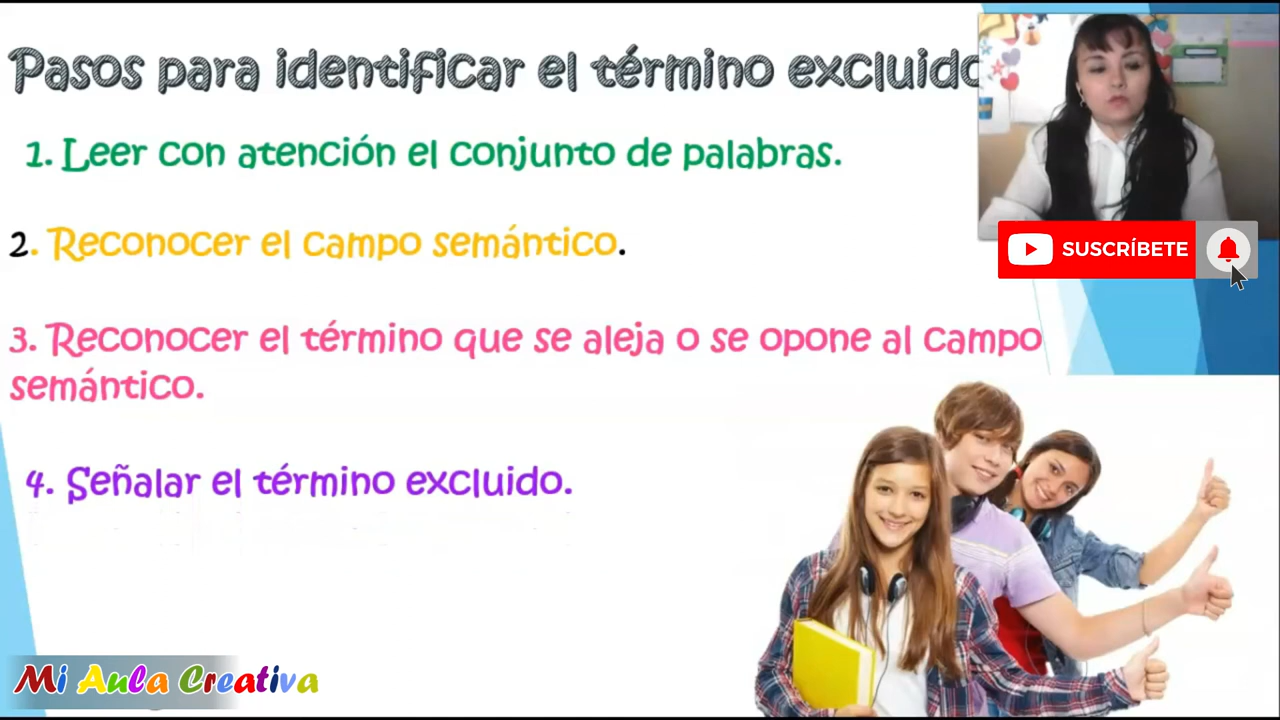 Pasos para identificar el término excluido
1. Leer con atención el conjunto de palabras.
SUSCRÍBETE
2. Reconocer el campo semántico.
3. Reconocer el término que se aleja o se opone al campo
semántico.
4. Señalar el término excluido.
Mi Aula Creativa